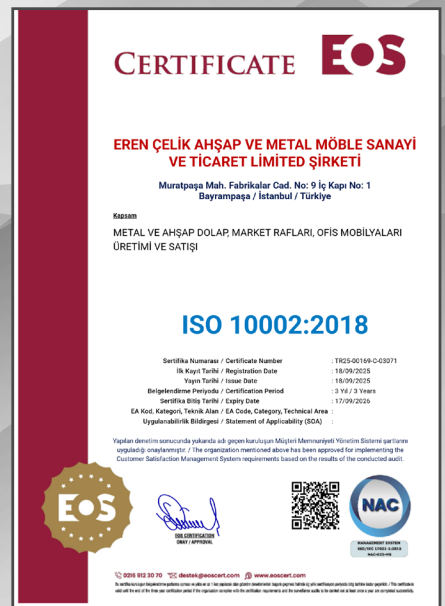 CERTIFICATE EOS
EREN ÇELİK AHŞAP VE METAL MÖBLE SANAYİ
VE TİCARET LİMİTED ŞİRKETİ
Muratpaşa Mah. Fabrikalar Cad. No: 9 İç Kapı No: 1
Bayrampaşa / İstanbul / Türkiye
Kapsam
METAL VE AHŞAP DOLAP, MARKET RAFLARI, OFİS MOBİLYALARI
ÜRETİMİ VE SATIŞI
ISO 10002:2018
Sertifika Numarası / Certificate Number : TR25-00169-C-03071
İlk Kayıt Tarihi / Registration Date : 18/09/2025
Yayın Tarihi / Issue Date : 18/09/2025
Belgelendirme Periyodu / Certification Period : 3 Yıl / 3 Years
Sertifika Bitiş Tarihi / Expiry Date : 17/09/2026
EA Kod, Kategori, Teknik Alan / EA Code, Category, Technical Area :
Uygulanabilirlik Bildirgesi / Statement of Applicability (SOA) :
Yapılan denetim sonucunda yukarıda adı geçen kuruluşun Müşteri Memnuniyeti Yönetim Sistemi şartlarını
uyguladığı onaylanmıştır. / The organization mentioned above has been approved for implementing the
Customer Satisfaction Management System requirements based on the results of the conducted audit.
EOS
EOS CERTIFICATION
ONAY / APPROVAL
NAC
MANAGEMENT SYSTEM
ISO/IEC 17021-1:2015
0216 912 30 70 destek@eoscert.com www.eoscert.com